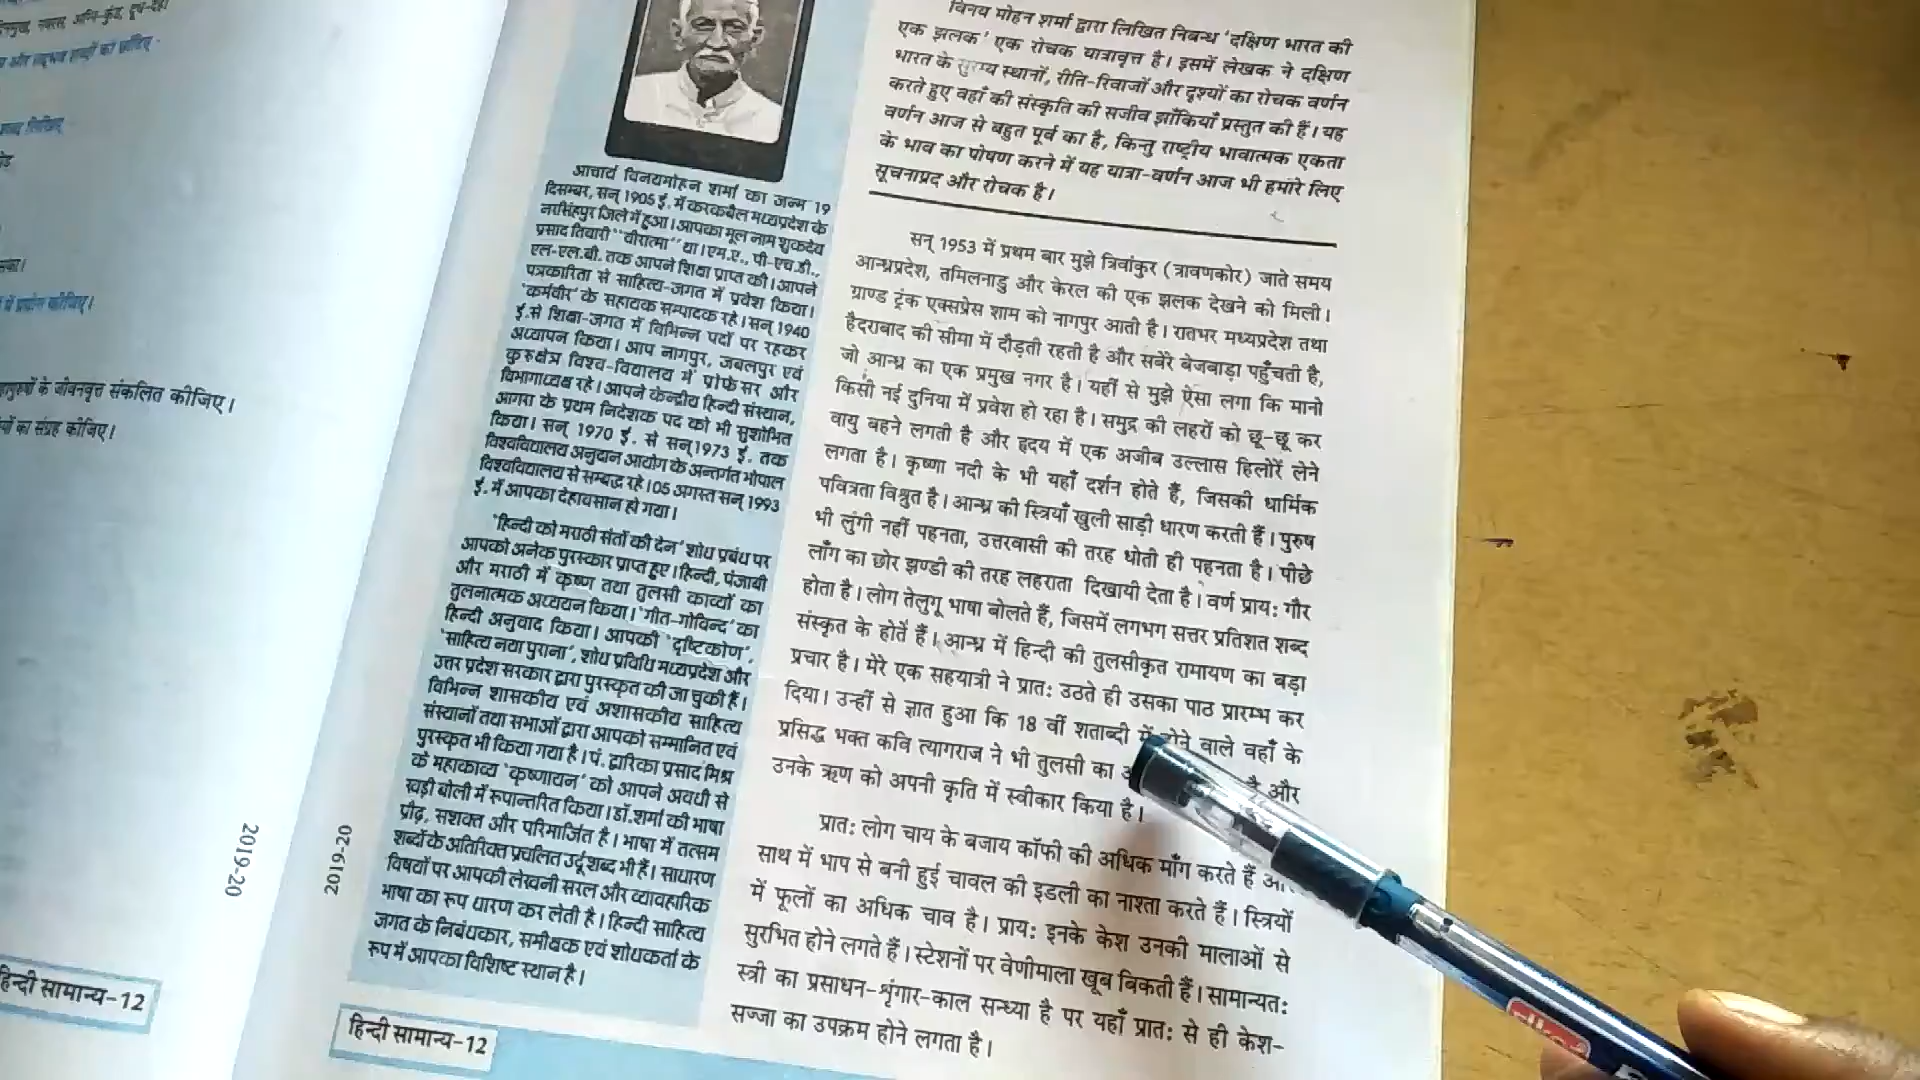 हापुरुषों के जीवनवृत्त संकलित कीजिए।
का संग्रह कीजिए।
2019-20
हिन्दी सामान्य-12
आचार्य विनयमोहन शर्मा का जन्म 19
दिसम्बर, सन् 1905 ई. में करकबैल मध्यप्रदेश के
नरसिंहपुर जिले में हुआ। आपका मूल नाम शुकदेव
प्रसाद तिवारी "वीरात्मा" था। एम.ए., पी-एच.डी.,
एल-एल.बी. तक आपने शिक्षा प्राप्त की। आपने
पत्रकारिता से साहित्य-जगत में प्रवेश किया।
'कर्मवीर' के सहायक सम्पादक रहे। सन् 1940
ई. से शिक्षा-जगत में विभिन्न पदों पर रहकर
अध्यापन किया। आप नागपुर, जबलपुर एवं
कुरुक्षेत्र विश्व-विद्यालय में प्रोफेसर और
विभागाध्यक्ष रहे। आपने केन्द्रीय हिन्दी संस्थान,
आगरा के प्रथम निदेशक पद को भी सुशोभित
किया। सन् 1970 ई. से सन् 1973 ई. तक
विश्वविद्यालय अनुदान आयोग के अन्तर्गत भोपाल
विश्वविद्यालय से सम्बद्ध रहे। 05 अगस्त सन् 1993
ई. में आपका देहावसान हो गया।
'हिन्दी को मराठी संतों की देन' शोध प्रबंध पर
आपको अनेक पुरस्कार प्राप्त हुए। हिन्दी, पंजाबी
और मराठी में कृष्ण तथा तुलसी काव्यों का
तुलनात्मक अध्ययन किया। 'गीत-गोविन्द' का
हिन्दी अनुवाद किया। आपकी 'दृष्टिकोण',
'साहित्य नया पुराना', शोध प्रविधि मध्यप्रदेश और
उत्तर प्रदेश सरकार द्वारा पुरस्कृत की जा चुकी हैं।
विभिन्न शासकीय एवं अशासकीय साहित्य
संस्थानों तथा सभाओं द्वारा आपको सम्मानित एवं
पुरस्कृत भी किया गया है। पं. द्वारिका प्रसाद मिश्र
के महाकाव्य 'कृष्णायन' को आपने अवधी से
खड़ी बोली में रूपान्तरित किया। डॉ. शर्मा की भाषा
प्रौढ़, सशक्त और परिमार्जित है। भाषा में तत्सम
शब्दों के अतिरिक्त प्रचलित उर्दू शब्द भी हैं। साधारण
विषयों पर आपकी लेखनी सरल और व्यावहारिक
भाषा का रूप धारण कर लेती है। हिन्दी साहित्य
जगत के निबंधकार, समीक्षक एवं शोधकर्ता के
रूप में आपका विशिष्ट स्थान है।
2019-20
हिन्दी सामान्य-12
विनय मोहन शर्मा द्वारा लिखित निबन्ध 'दक्षिण भारत की
एक झलक' एक रोचक यात्रावृत्त है। इसमें लेखक ने दक्षिण
भारत के सुरम्य स्थानों, रीति-रिवाजों और दृश्यों का रोचक वर्णन
करते हुए वहाँ की संस्कृति की सजीव झाँकियाँ प्रस्तुत की हैं। यह
वर्णन आज से बहुत पूर्व का है, किन्तु राष्ट्रीय भावात्मक एकता
के भाव का पोषण करने में यह यात्रा-वर्णन आज भी हमारे लिए
सूचनाप्रद और रोचक है।
सन् 1953 में प्रथम बार मुझे त्रिवांकुर (त्रावणकोर) जाते समय
आन्ध्रप्रदेश, तमिलनाडु और केरल की एक झलक देखने को मिली।
ग्राण्ड ट्रंक एक्सप्रेस शाम को नागपुर आती है। रातभर मध्यप्रदेश तथा
हैदराबाद की सीमा में दौड़ती रहती है और सबेरे बेजबाड़ा पहुँचती है,
जो आन्ध्र का एक प्रमुख नगर है। यहीं से मुझे ऐसा लगा कि मानो
किसी नई दुनिया में प्रवेश हो रहा है। समुद्र की लहरों को छू-छू कर
वायु बहने लगती है और हृदय में एक अजीब उल्लास हिलोरें लेने
लगता है। कृष्णा नदी के भी यहाँ दर्शन होते हैं, जिसकी धार्मिक
पवित्रता विश्रुत है। आन्ध्र की स्त्रियाँ खुली साड़ी धारण करती हैं। पुरुष
भी लुंगी नहीं पहनता, उत्तरवासी की तरह धोती ही पहनता है। पीछे
लाँग का छोर झण्डी की तरह लहराता दिखायी देता है। वर्ण प्राय: गौर
होता है। लोग तेलुगू भाषा बोलते हैं, जिसमें लगभग सत्तर प्रतिशत शब्द
संस्कृत के होते हैं। आन्ध्र में हिन्दी की तुलसीकृत रामायण का बड़ा
प्रचार है। मेरे एक सहयात्री ने प्रात: उठते ही उसका पाठ प्रारम्भ कर
दिया। उन्हीं से ज्ञात हुआ कि 18 वीं शताब्दी में होने वाले वहाँ के
प्रसिद्ध भक्त कवि त्यागराज ने भी तुलसी का है और
उनके ऋण को अपनी कृति में स्वीकार किया है।
प्रात: लोग चाय के बजाय कॉफी की अधिक माँग करते हैं और
साथ में भाप से बनी हुई चावल की इडली का नाश्ता करते हैं। स्त्रियों
में फूलों का अधिक चाव है। प्राय: इनके केश उनकी मालाओं से
सुरभित होने लगते हैं। स्टेशनों पर वेणीमाला खूब बिकती हैं। सामान्यत:
स्त्री का प्रसाधन-शृंगार-काल सन्ध्या है पर यहाँ प्रात: से ही केश-
सज्जा का उपक्रम होने लगता है।